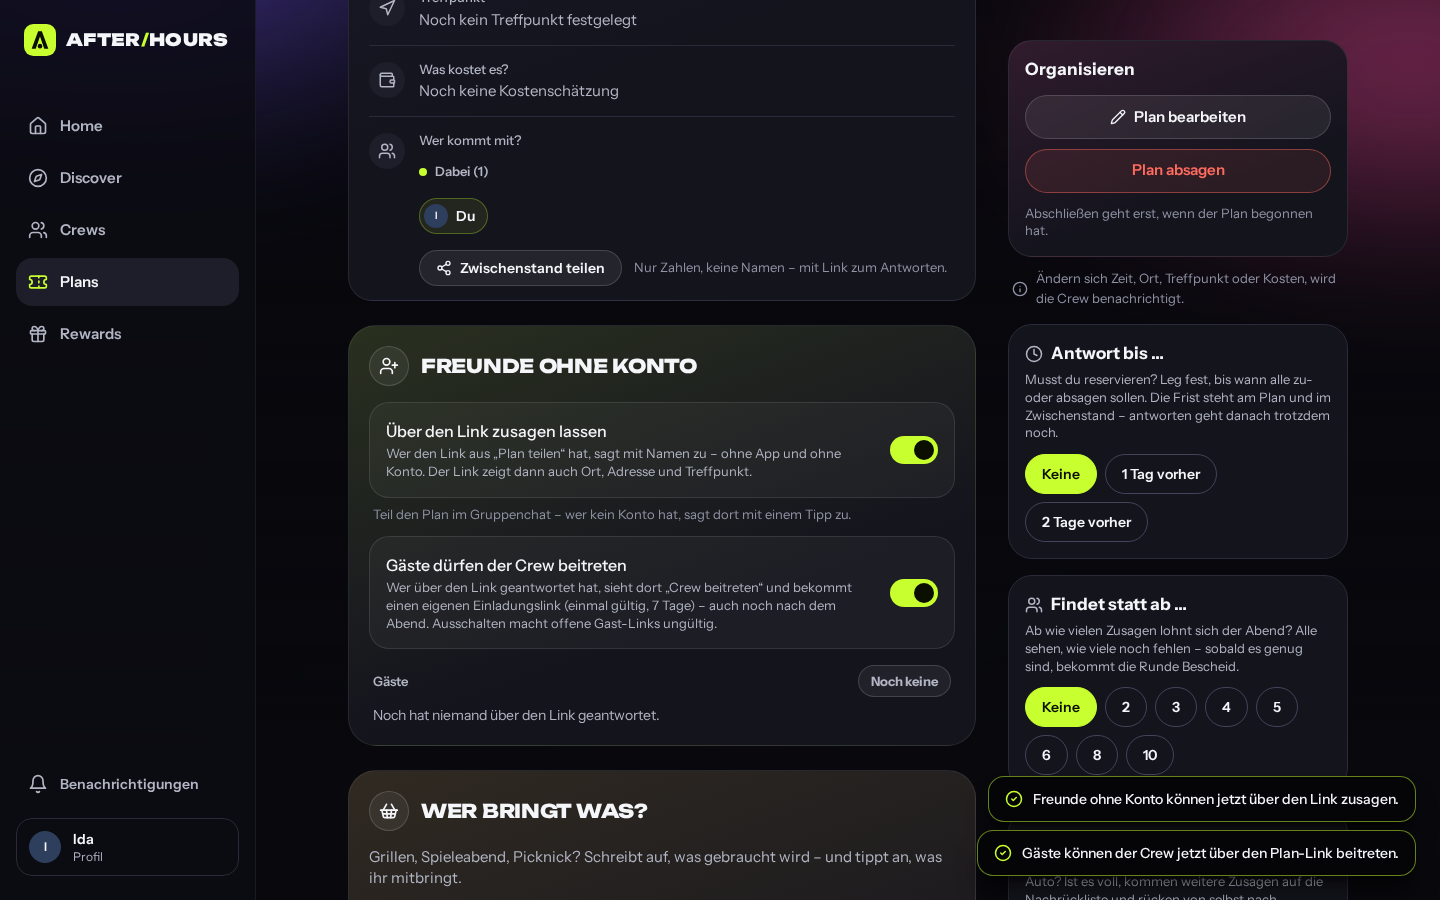 AFTER/HOURS
Home
Discover
Crews
Plans
Rewards
Benachrichtigungen
I
Ida
Profil
Treffpunkt
Noch kein Treffpunkt festgelegt
Was kostet es?
Noch keine Kostenschätzung
Wer kommt mit?
Dabei (1)
I
Du
Zwischenstand teilen
Nur Zahlen, keine Namen – mit Link zum Antworten.
FREUNDE OHNE KONTO
Über den Link zusagen lassen
Wer den Link aus „Plan teilen“ hat, sagt mit Namen zu – ohne App und ohne
Konto. Der Link zeigt dann auch Ort, Adresse und Treffpunkt.
Teil den Plan im Gruppenchat – wer kein Konto hat, sagt dort mit einem Tipp zu.
Gäste dürfen der Crew beitreten
Wer über den Link geantwortet hat, sieht dort „Crew beitreten“ und bekommt
einen eigenen Einladungslink (einmal gültig, 7 Tage) – auch noch nach dem
Abend. Ausschalten macht offene Gast-Links ungültig.
Gäste
Noch keine
Noch hat niemand über den Link geantwortet.
WER BRINGT WAS?
Grillen, Spieleabend, Picknick? Schreibt auf, was gebraucht wird – und tippt an, was
ihr mitbringt.
Organisieren
Plan bearbeiten
Plan absagen
Abschließen geht erst, wenn der Plan begonnen
hat.
Ändern sich Zeit, Ort, Treffpunkt oder Kosten, wird
die Crew benachrichtigt.
Antwort bis ...
Musst du reservieren? Leg fest, bis wann alle zu-
oder absagen sollen. Die Frist steht am Plan und im
Zwischenstand – antworten geht danach trotzdem
noch.
Keine
1 Tag vorher
2 Tage vorher
Findet statt ab ...
Ab wie vielen Zusagen lohnt sich der Abend? Alle
sehen, wie viele noch fehlen – sobald es genug
sind, bekommt die Runde Bescheid.
Keine
2
3
4
5
6
8
10
Freunde ohne Konto können jetzt über den Link zusagen.
Gäste können der Crew jetzt über den Plan-Link beitreten.
Auto? Ist es voll, kommen weitere Zusagen auf die
Nachrückliste und rücken von selbst nach